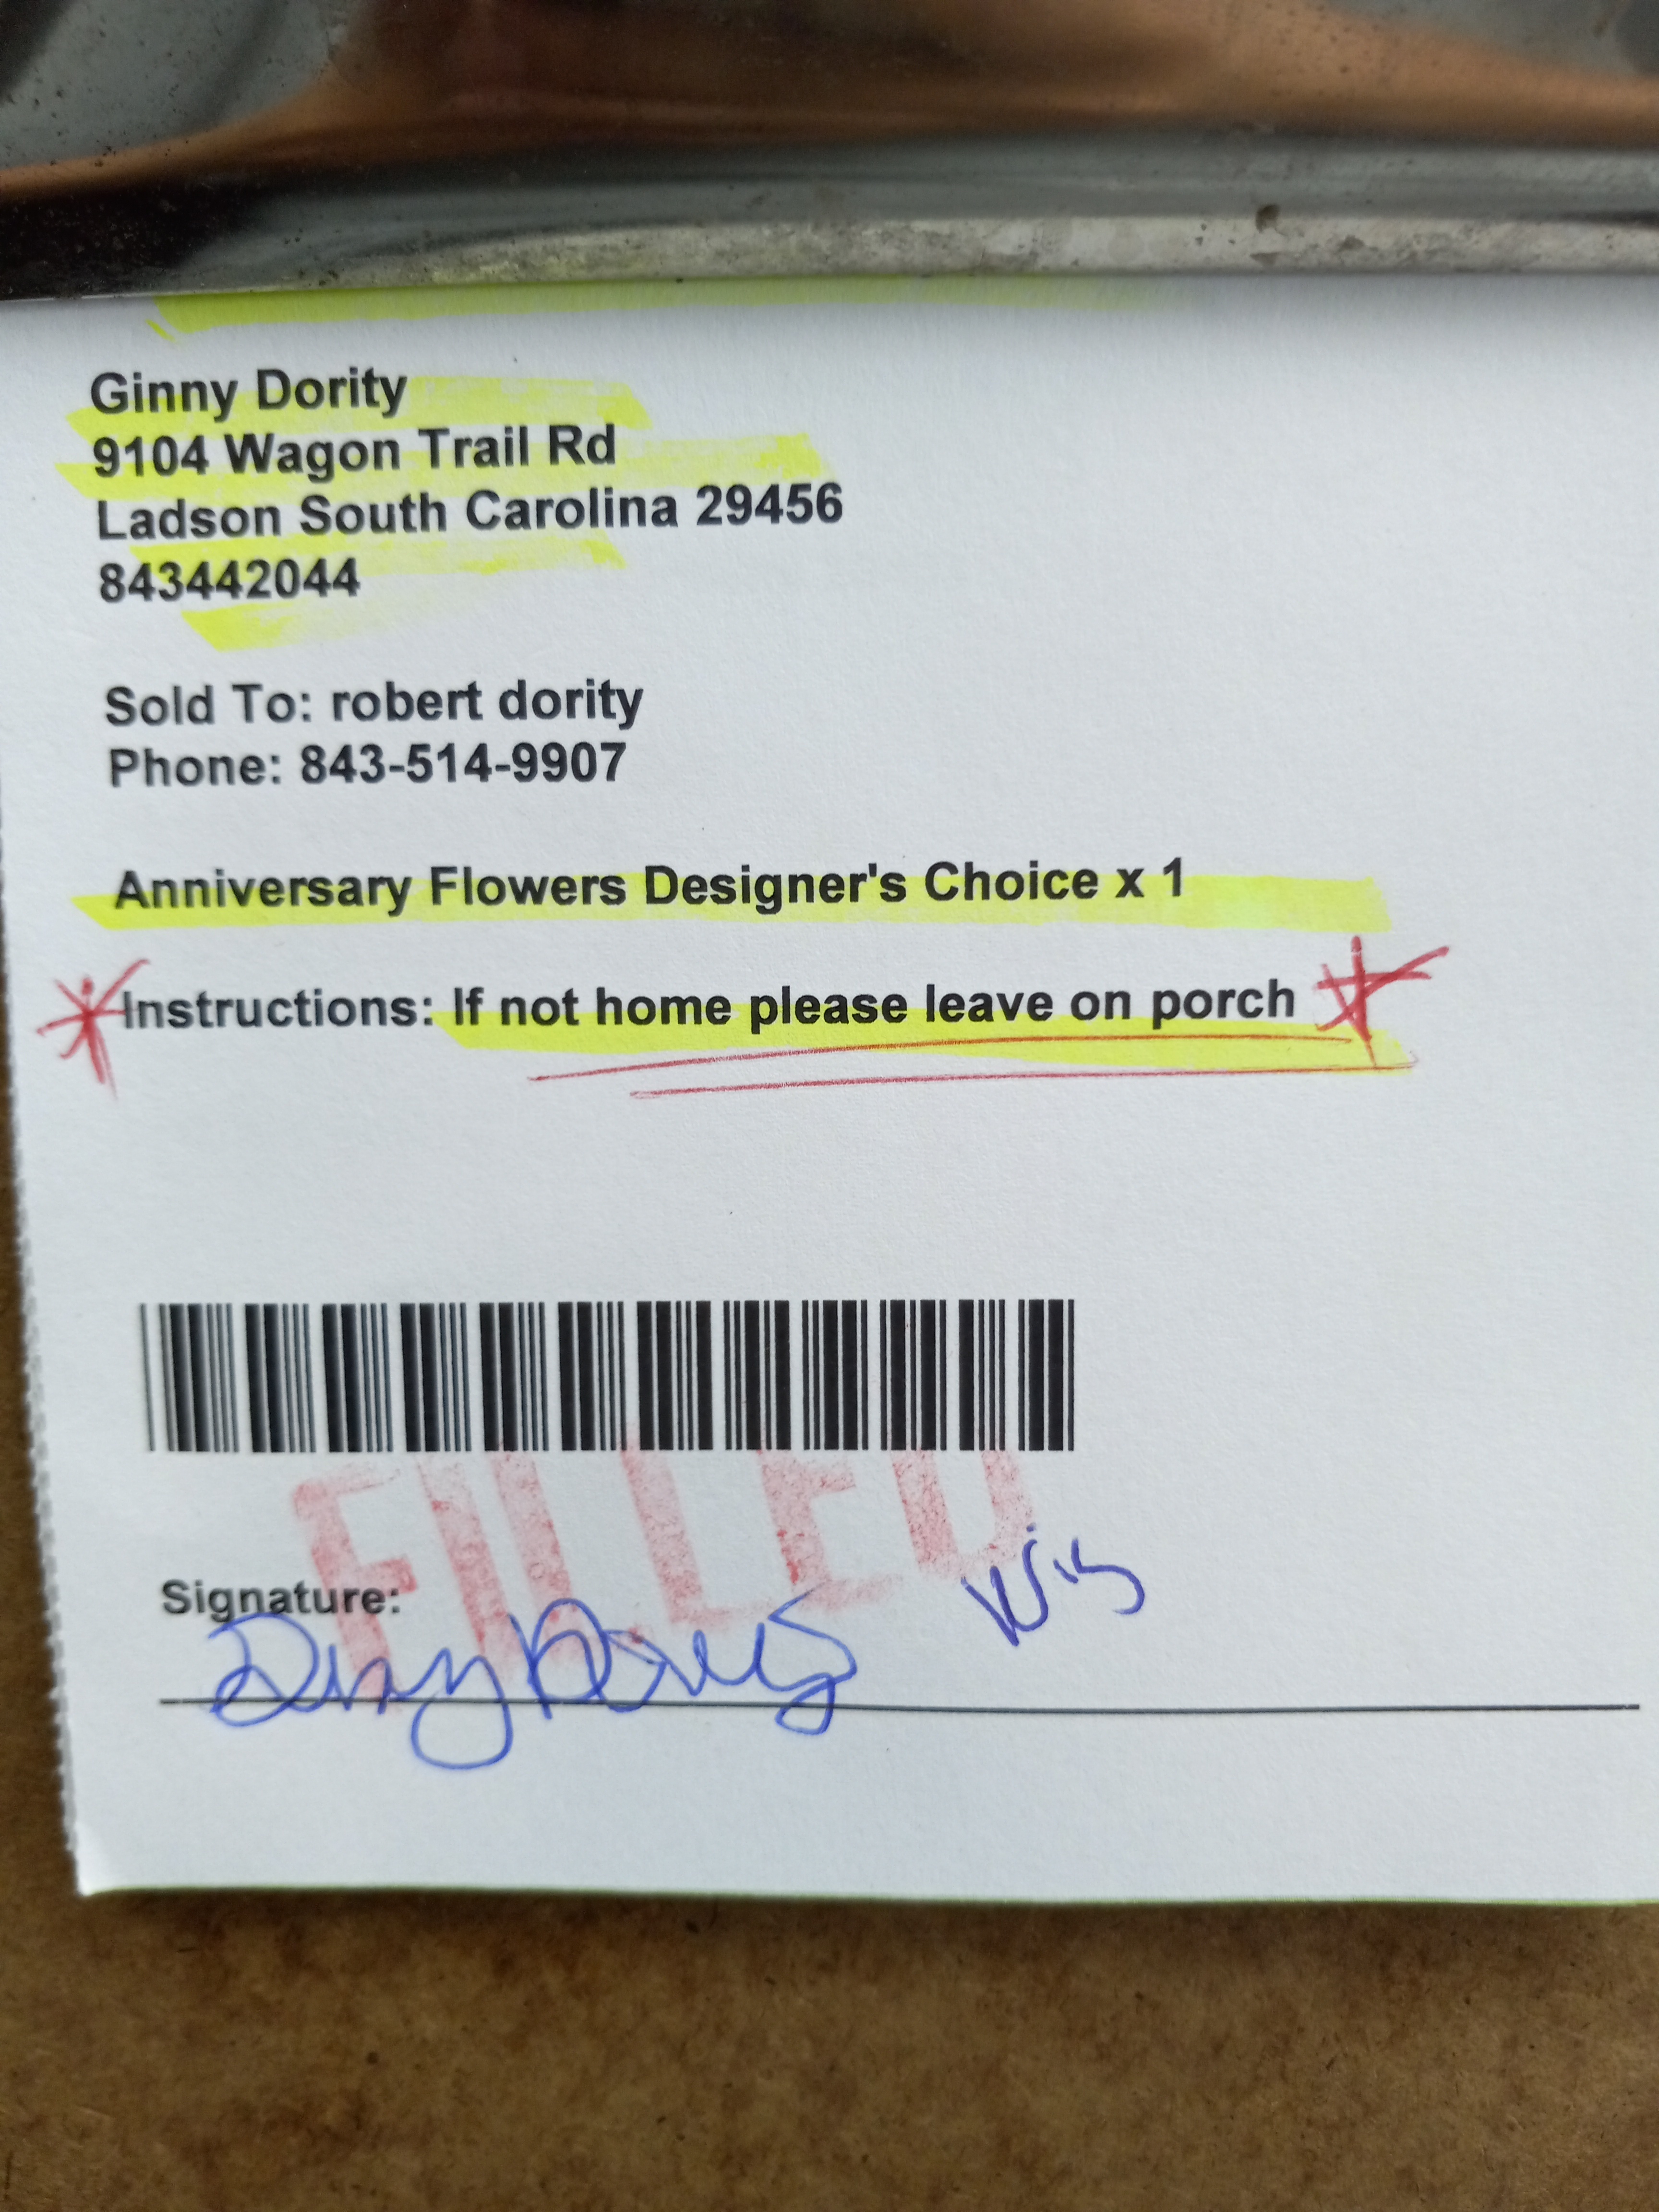 Ginny Dority
9104 Wagon Trail Rd
Ladson South Carolina 29456
843442044
Sold To: robert dority
Phone: 843-514-9907
Anniversary Flowers Designer's Choice x 1
Instructions: If not home please leave on porch
FILLED
Signature: